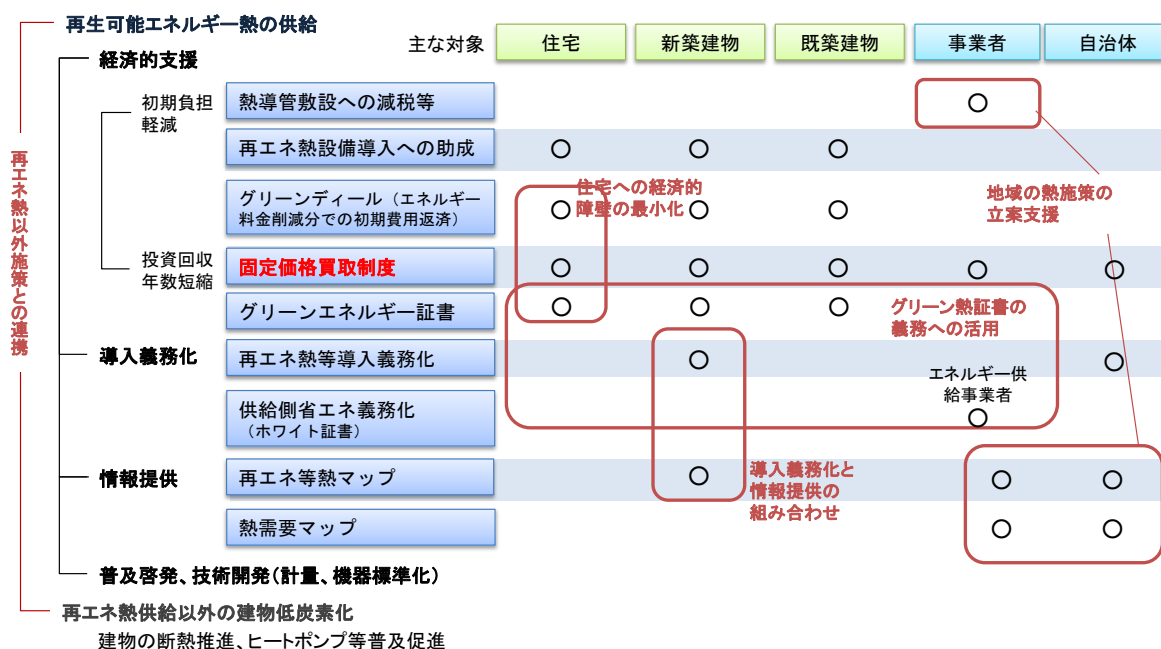 再生可能エネルギー熱の供給
主な対象
住宅
新築建物
既築建物
事業者
自治体
経済的支援
初期負担
軽減
熱導管敷設への減税等
○
再エネ熱設備導入への助成
○ ○ ○
グリーンディール（エネルギー
料金削減分での初期費用返済）
○ ○ ○
住宅への経済的
障壁の最小化
地域の熱施策の
立案支援
投資回収
年数短縮
固定価格買取制度
○ ○ ○ ○ ○
グリーンエネルギー証書
○ ○ ○
グリーン熱証書の
義務への活用
導入義務化
再エネ熱等導入義務化
○ ○
供給側省エネ義務化
（ホワイト証書）
エネルギー供
給事業者
○
情報提供
再エネ等熱マップ
○ ○ ○
導入義務化と
情報提供の
組み合わせ
熱需要マップ
○ ○
普及啓発、技術開発（計量、機器標準化）
再エネ熱供給以外の建物低炭素化
建物の断熱推進、ヒートポンプ等普及促進
再エネ熱以外施策との連携